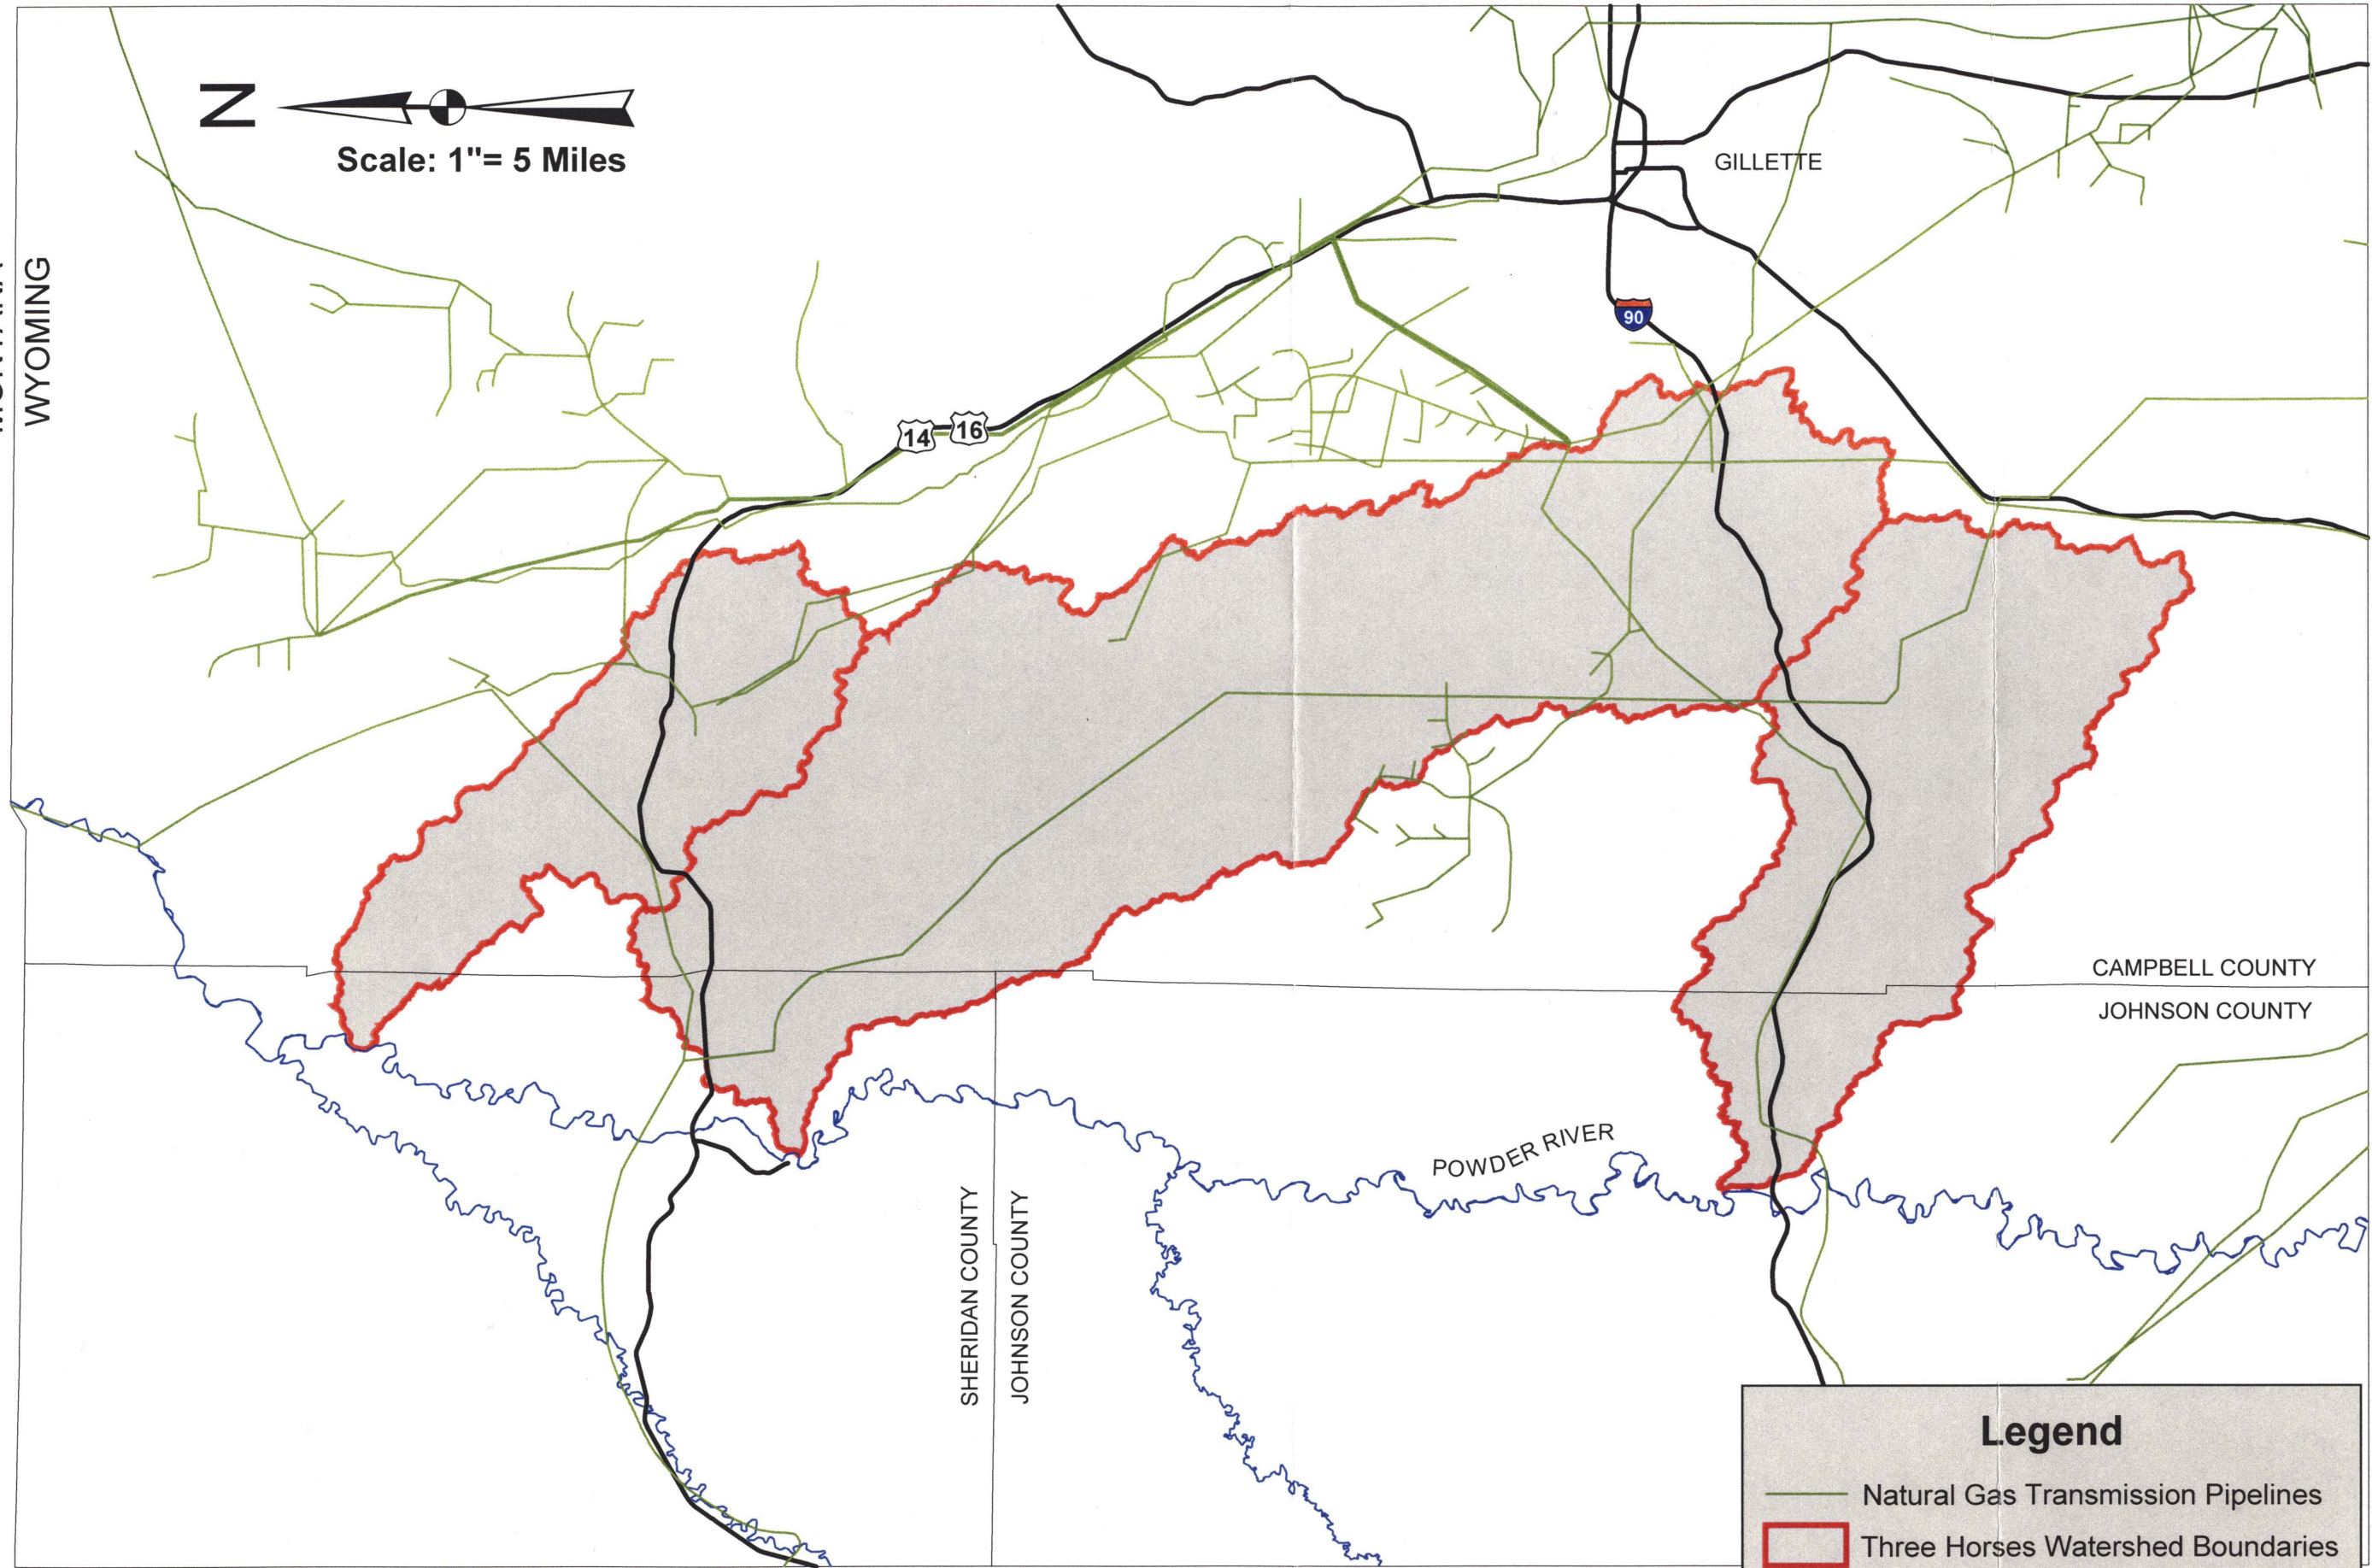 N
Scale: 1"= 5 Miles
WYOMING
GILLETTE
90
14
16
CAMPBELL COUNTY
JOHNSON COUNTY
POWDER RIVER
SHERIDAN COUNTY
JOHNSON COUNTY
Legend
Natural Gas Transmission Pipelines
Three Horses Watershed Boundaries